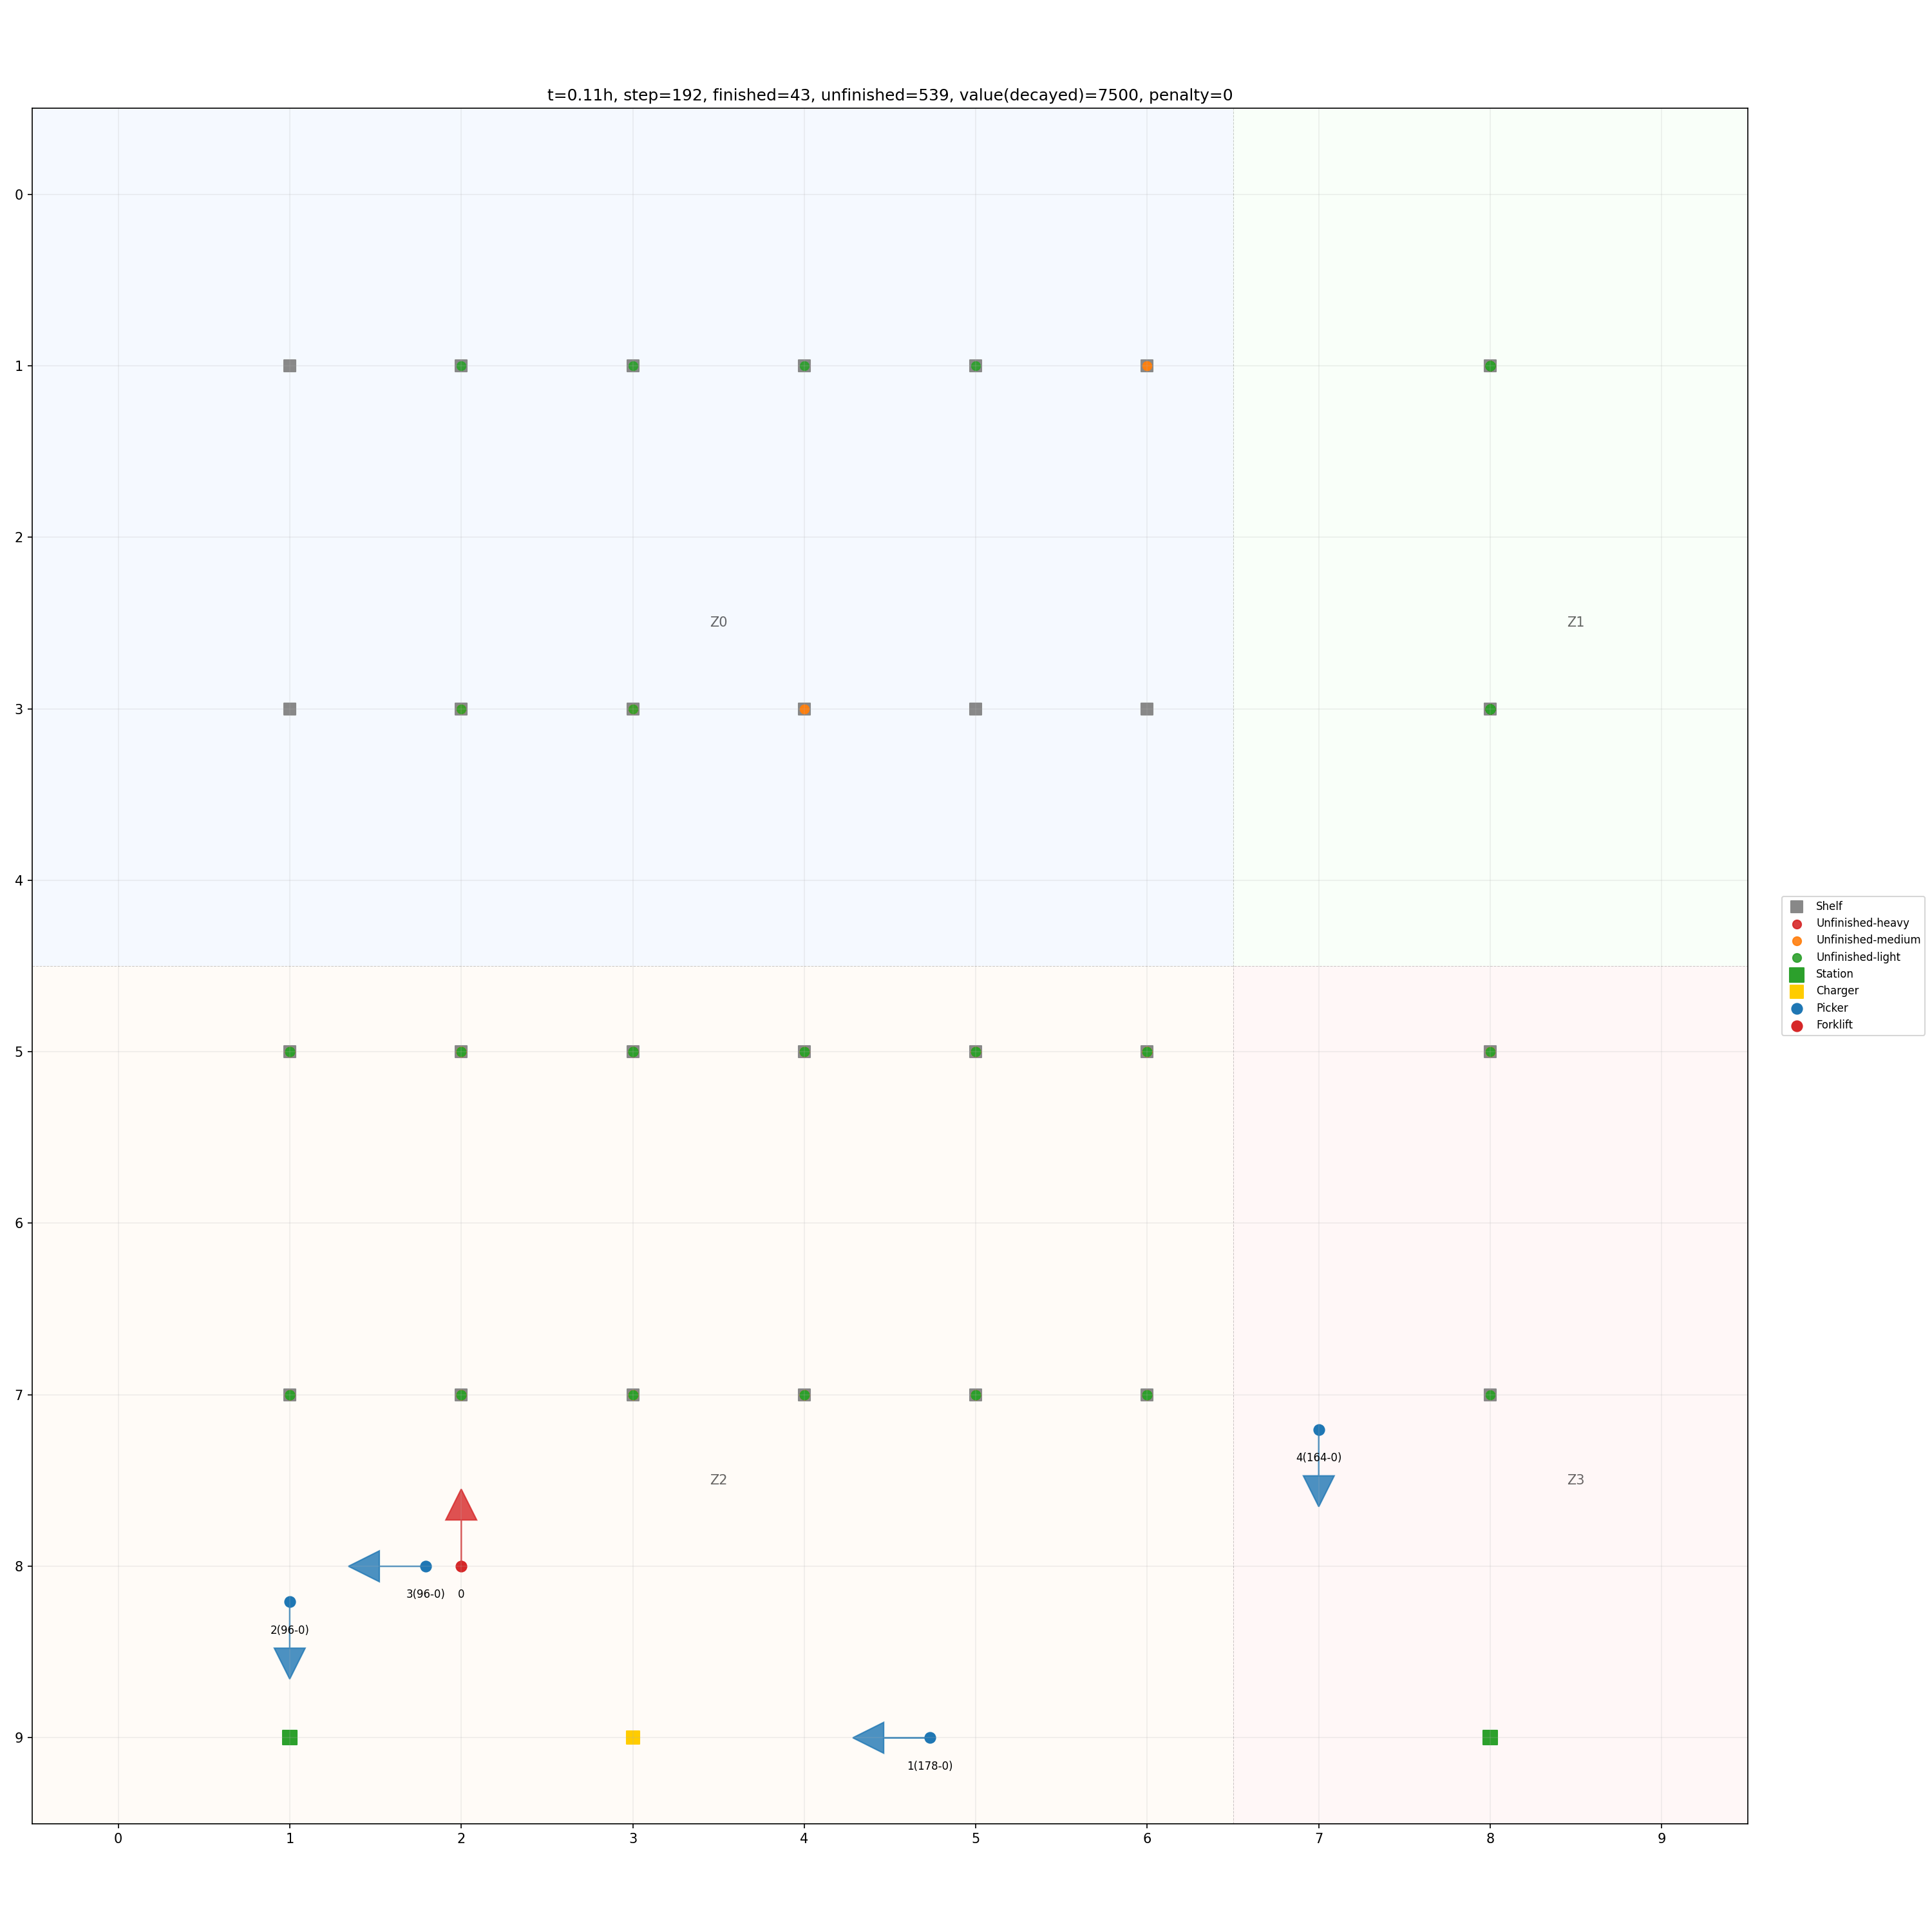 t=0.11h, step=192, finished=43, unfinished=539, value(decayed)=7500, penalty=0
0
1
2
Z0
Z1
3
4
Shelf
Unfinished-heavy
Unfinished-medium
Unfinished-light
Station
Charger
Picker
Forklift
5
6
7
4(164-0)
Z2
Z3
8
3(96-0)
0
2(96-0)
9
1(178-0)
0 1 2 3 4 5 6 7 8 9